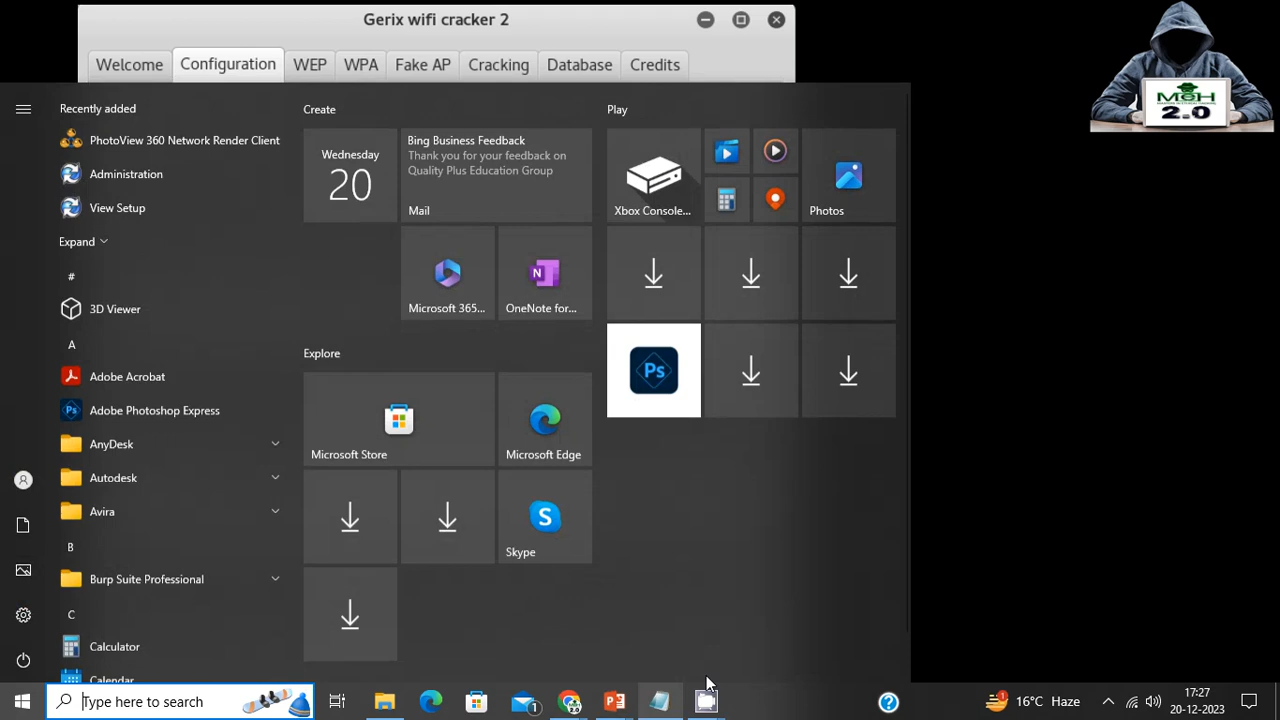 Gerix wifi cracker 2
Welcome Configuration WEP WPA Fake AP Cracking Database Credits
MeH
2.0
Recently added
PhotoView 360 Network Render Client
Administration
View Setup
Expand
#
3D Viewer
A
Adobe Acrobat
Adobe Photoshop Express
AnyDesk
Autodesk
Avira
B
Burp Suite Professional
C
Calculator
Calendar
Create
Wednesday
20
Bing Business Feedback
Thank you for your feedback on
Quality Plus Education Group
Mail
Microsoft 365...
OneNote for...
Explore
Microsoft Store
Microsoft Edge
Skype
Play
Xbox Console...
Photos
Ps
Type here to search
16°C Haze
17:27
20-12-2023